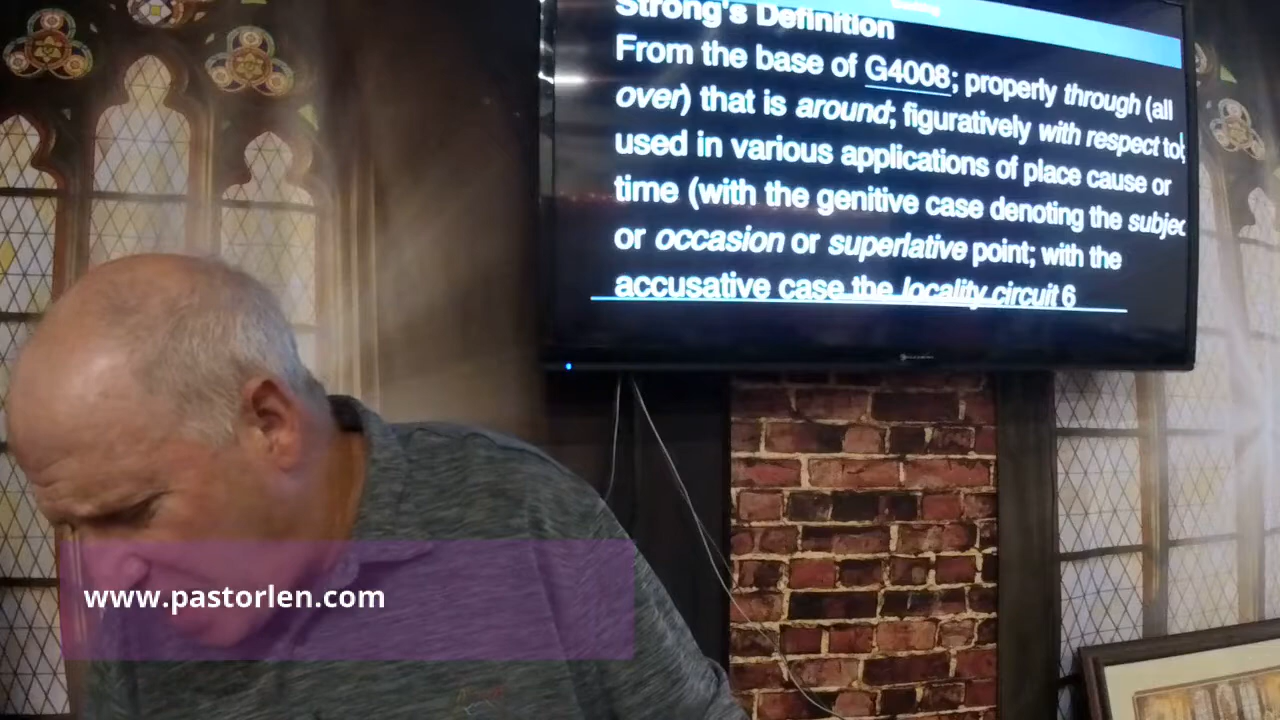 Strong's Definition
From the base of G4008; properly through (all
over) that is around; figuratively with respect to;
used in various applications of place cause or
time (with the genitive case denoting the subjec
or occasion or superlative point; with the
accusative case the locality circuit 6
www.pastorlen.com